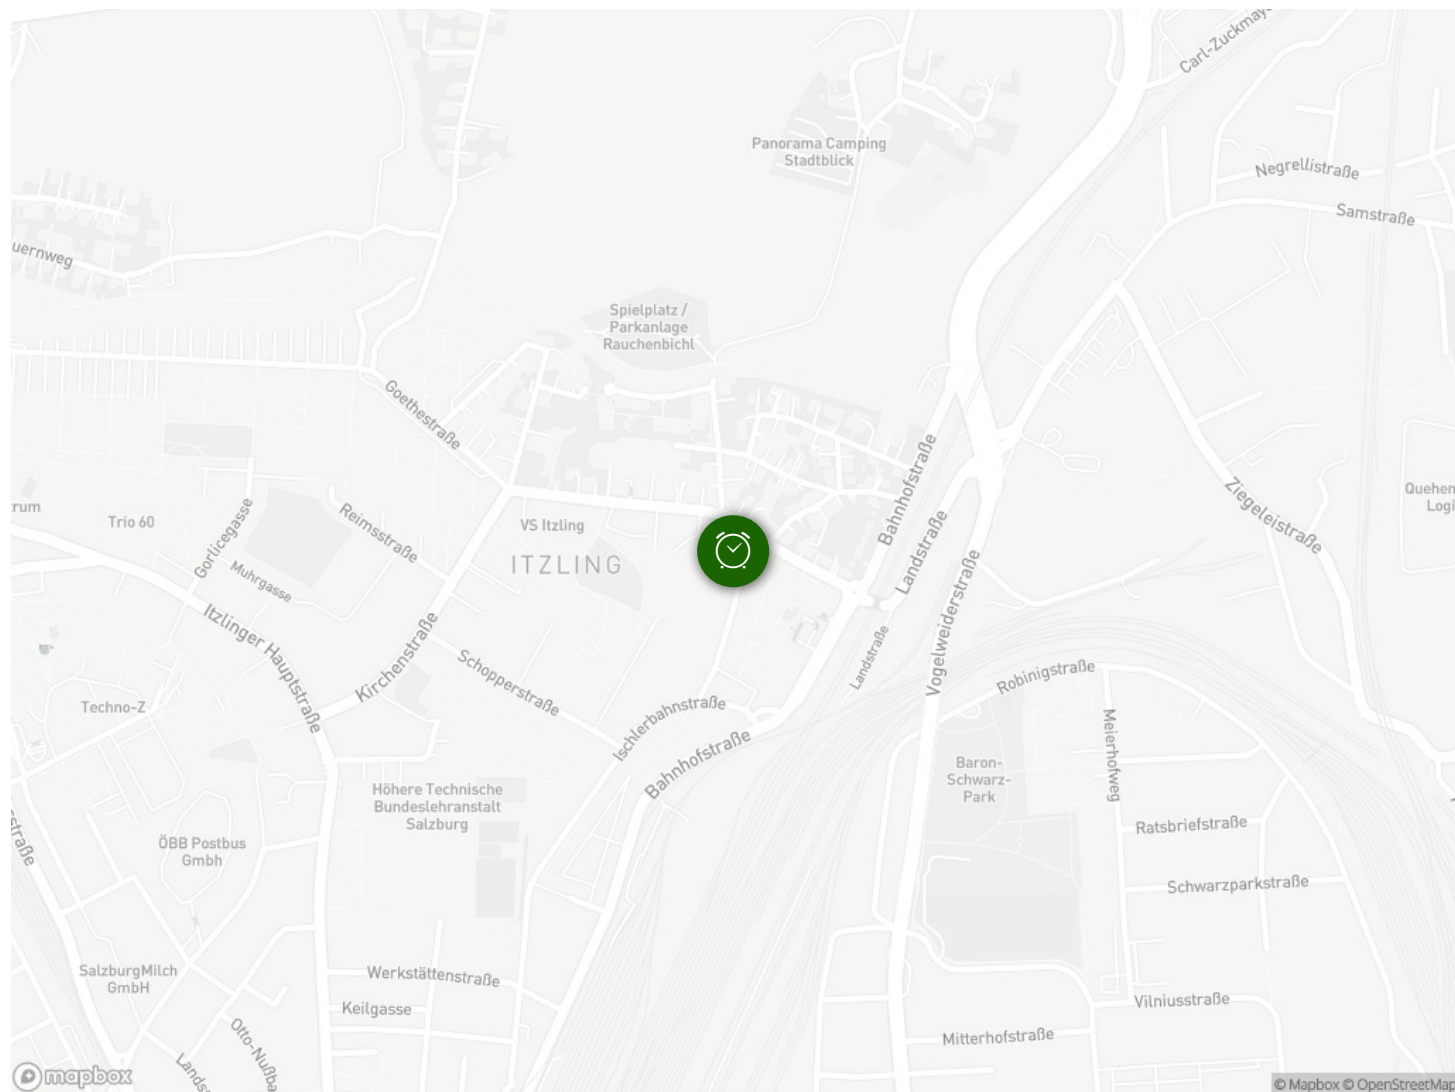 Carl-Zuckmaye
Panorama Camping
Stadtblick
Negrellistraße
Samstraße
uernweg
Spielplatz /
Parkanlage
Rauchenbichl
Goethestraße
Bahnhofstraße
Ziegeleistraße
Quehen
Logi
rum
Trio 60
Gorlicegasse
Reimsstraße
VS Itzling
ITZLING
Landstraße
Muhrgasse
Vogelweiderstraße
Itzlinger Hauptstraße
Kirchenstraße
Schopperstraße
Landstraße
Robinigstraße
Techno-Z
Ischlerbahnstraße
Bahnhofstraße
Meierhofweg
Baron-
Schwarz-
Park
Höhere Technische
Bundeslehranstalt
Salzburg
sstraße
ÖBB Postbus
Gmbh
Ratsbriefstraße
Schwarzparkstraße
SalzburgMilch
GmbH
Werkstättenstraße
Keilgasse
Vilniusstraße
Mitterhofstraße
Otto-Nußba
Lands
mapbox
© Mapbox © OpenStreetMap